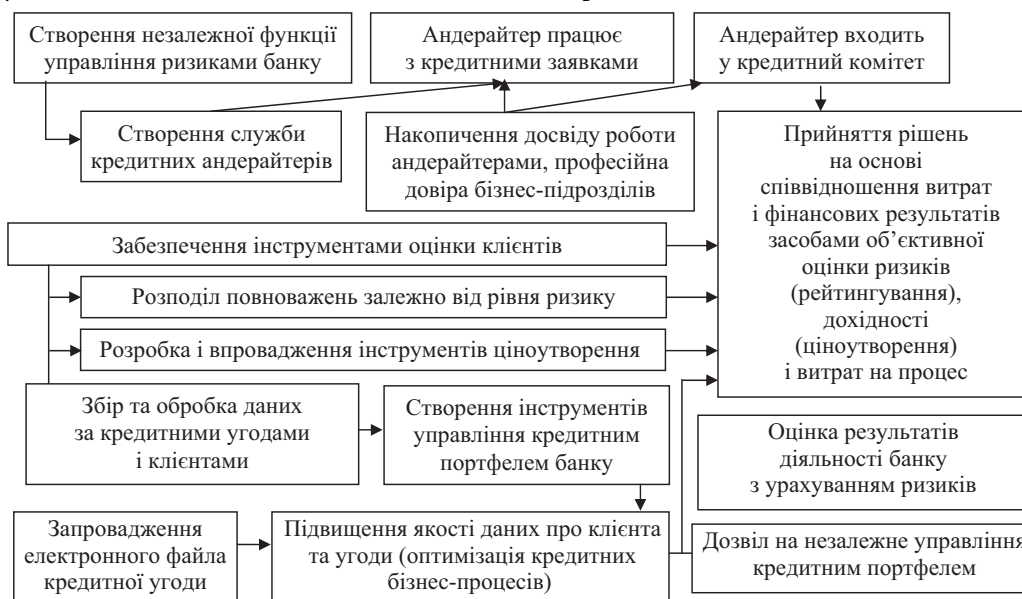 Створення незалежної функції
управління ризиками банку
Андерайтер працює
з кредитними заявками
Андерайтер входить
у кредитний комітет
Створення служби
кредитних андерайтерів
Накопичення досвіду роботи
андерайтерами, професійна
довіра бізнес-підрозділів
Прийняття рішень
на основі
співвідношення витрат
і фінансових результатів
засобами об’єктивної
оцінки ризиків
(рейтингування),
дохідності
(ціноутворення)
і витрат на процес
Забезпечення інструментами оцінки клієнтів
Розподіл повноважень залежно від рівня ризику
Розробка і впровадження інструментів ціноутворення
Збір та обробка даних
за кредитними угодами
і клієнтами
Створення інструментів
управління кредитним
портфелем банку
Оцінка результатів
діяльності банку
з урахуванням ризиків
Запровадження
електронного файла
кредитної угоди
Підвищення якості даних про клієнта
та угоди (оптимізація кредитних
бізнес-процесів)
Дозвіл на незалежне управління
кредитним портфелем